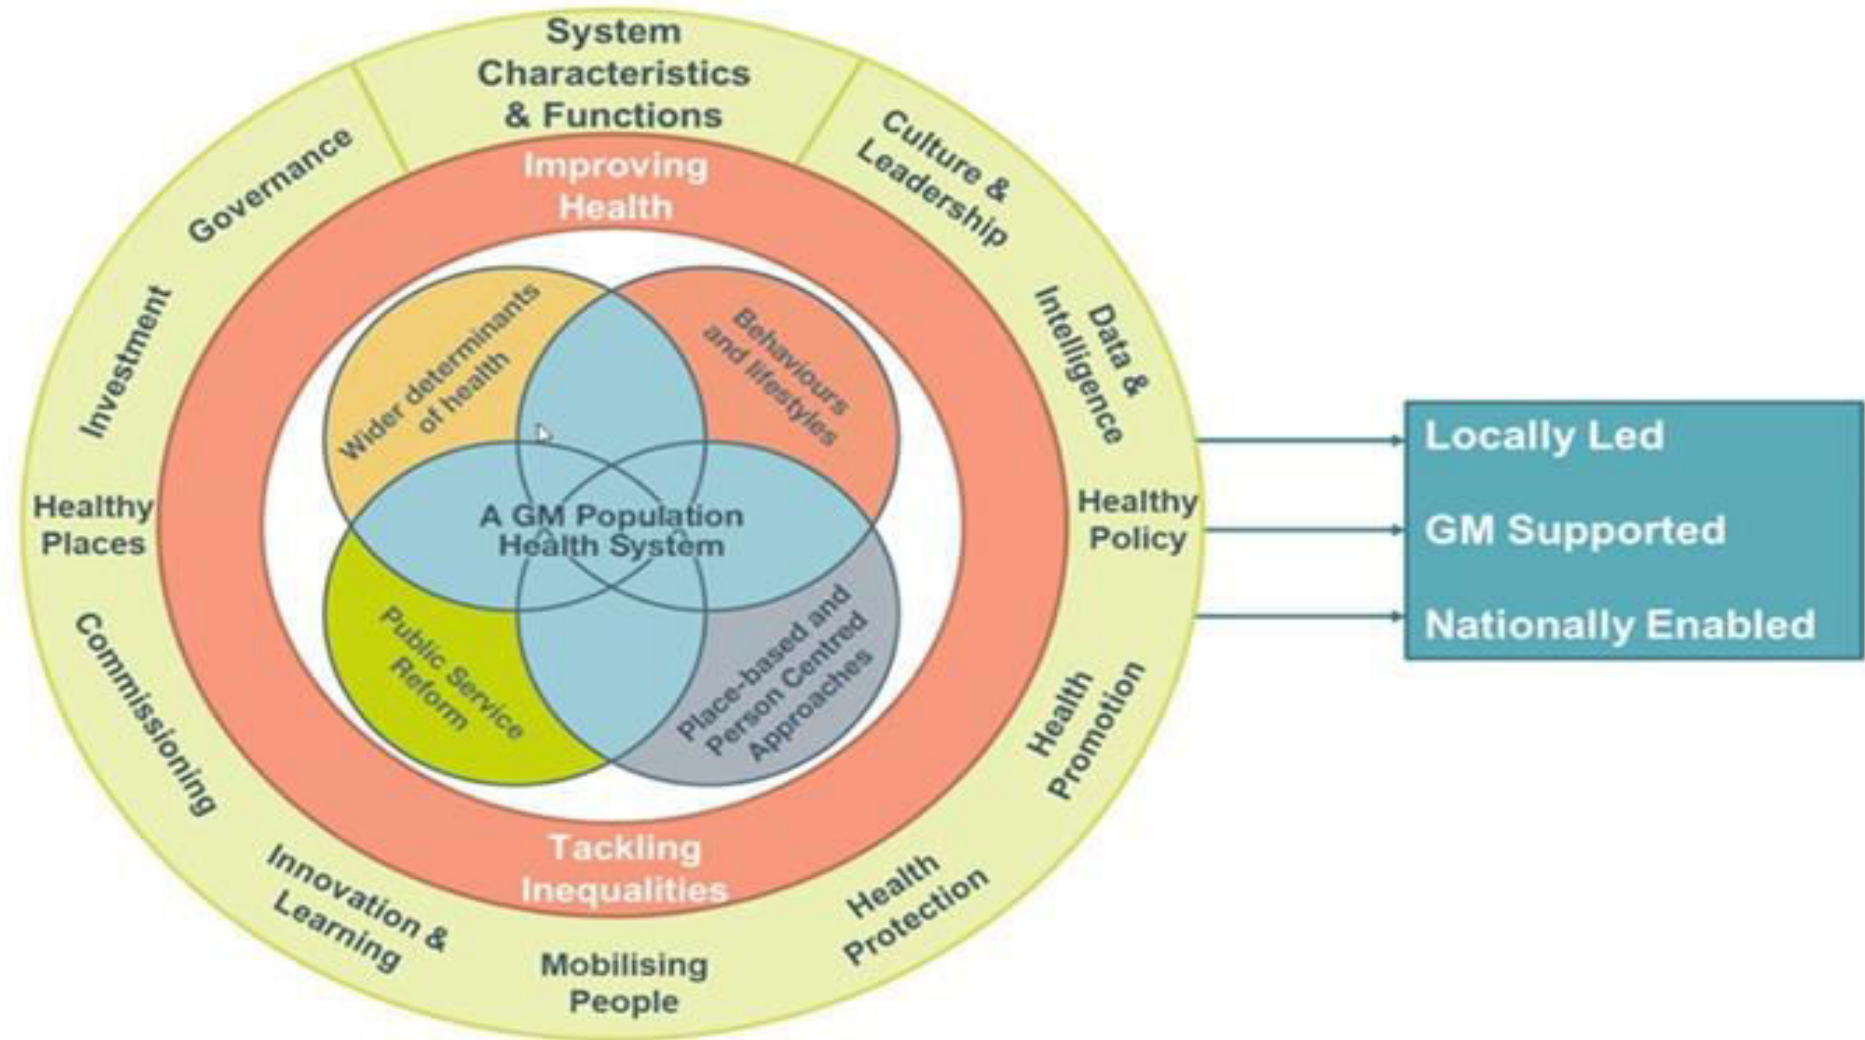 System
Characteristics
& Functions
Culture &
Leadership
Data &
Intelligence
Healthy
Policy
Health
Promotion
Health
Protection
Mobilising
People
Innovation &
Learning
Commissioning
Healthy
Places
Investment
Governance
Improving
Health
Tackling
Inequalities
Wider determinants
of health
Behaviours
and lifestyles
A GM Population
Health System
Public Service
Reform
Place-based and
Person Centred
Approaches
Locally Led
GM Supported
Nationally Enabled